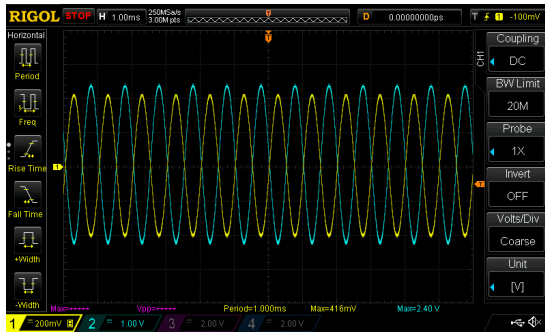 RIGOL STOP H 1.00ms 250MSa/s 3.00M pts D 0.00000000ps T 1 -100mV
Horizontal
Period
Freq
Rise Time
Fall Time
+Width
-Width
1
T
T
CH1
Coupling
DC
BW Limit
20M
Probe
1X
Invert
OFF
Volts/Div
Coarse
Unit
[V]
Max=***** Vpp=***** Period=1.000ms Max=416mV Max=2.40 V
1 = 200mV B 2 = 1.00 V 3 = 2.00 V 4 = 2.00 V